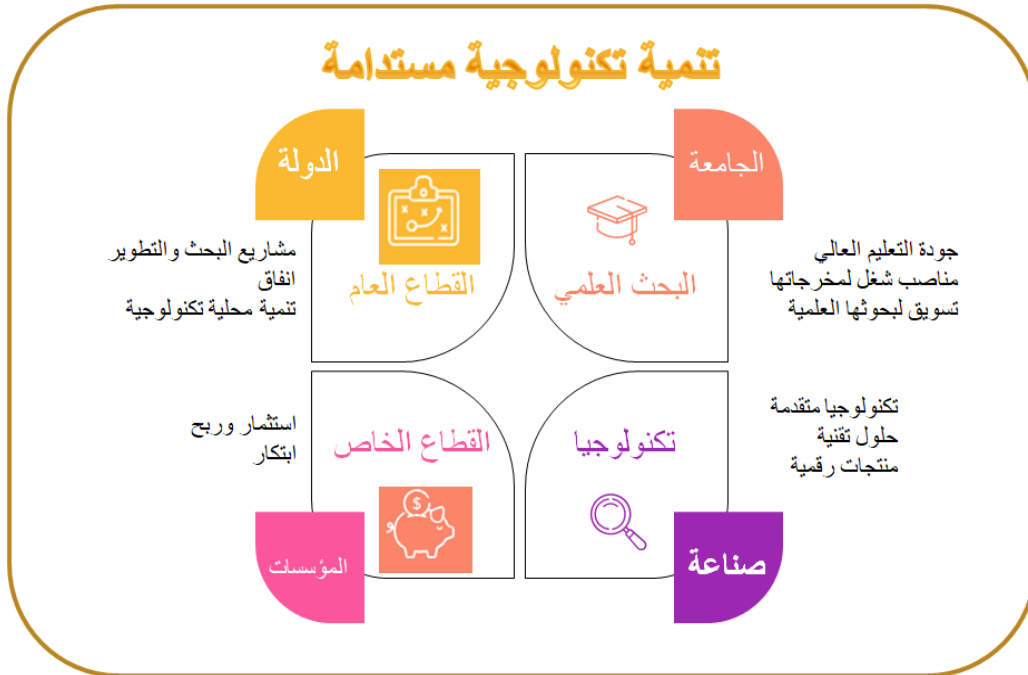 تنمية تكنولوجية مستدامة
الجامعة
البحث العلمي
جودة التعليم العالي
مناصب شغل لمخرجاتها
تسويق لبحوثها العلمية
الدولة
القطاع العام
مشاريع البحث والتطوير
انفاق
تنمية محلية تكنولوجية
تكنولوجيا
صناعة
تكنولوجيا متقدمة
حلول تقنية
منتجات رقمية
القطاع الخاص
المؤسسات
استثمار وربح
ابتكار
$